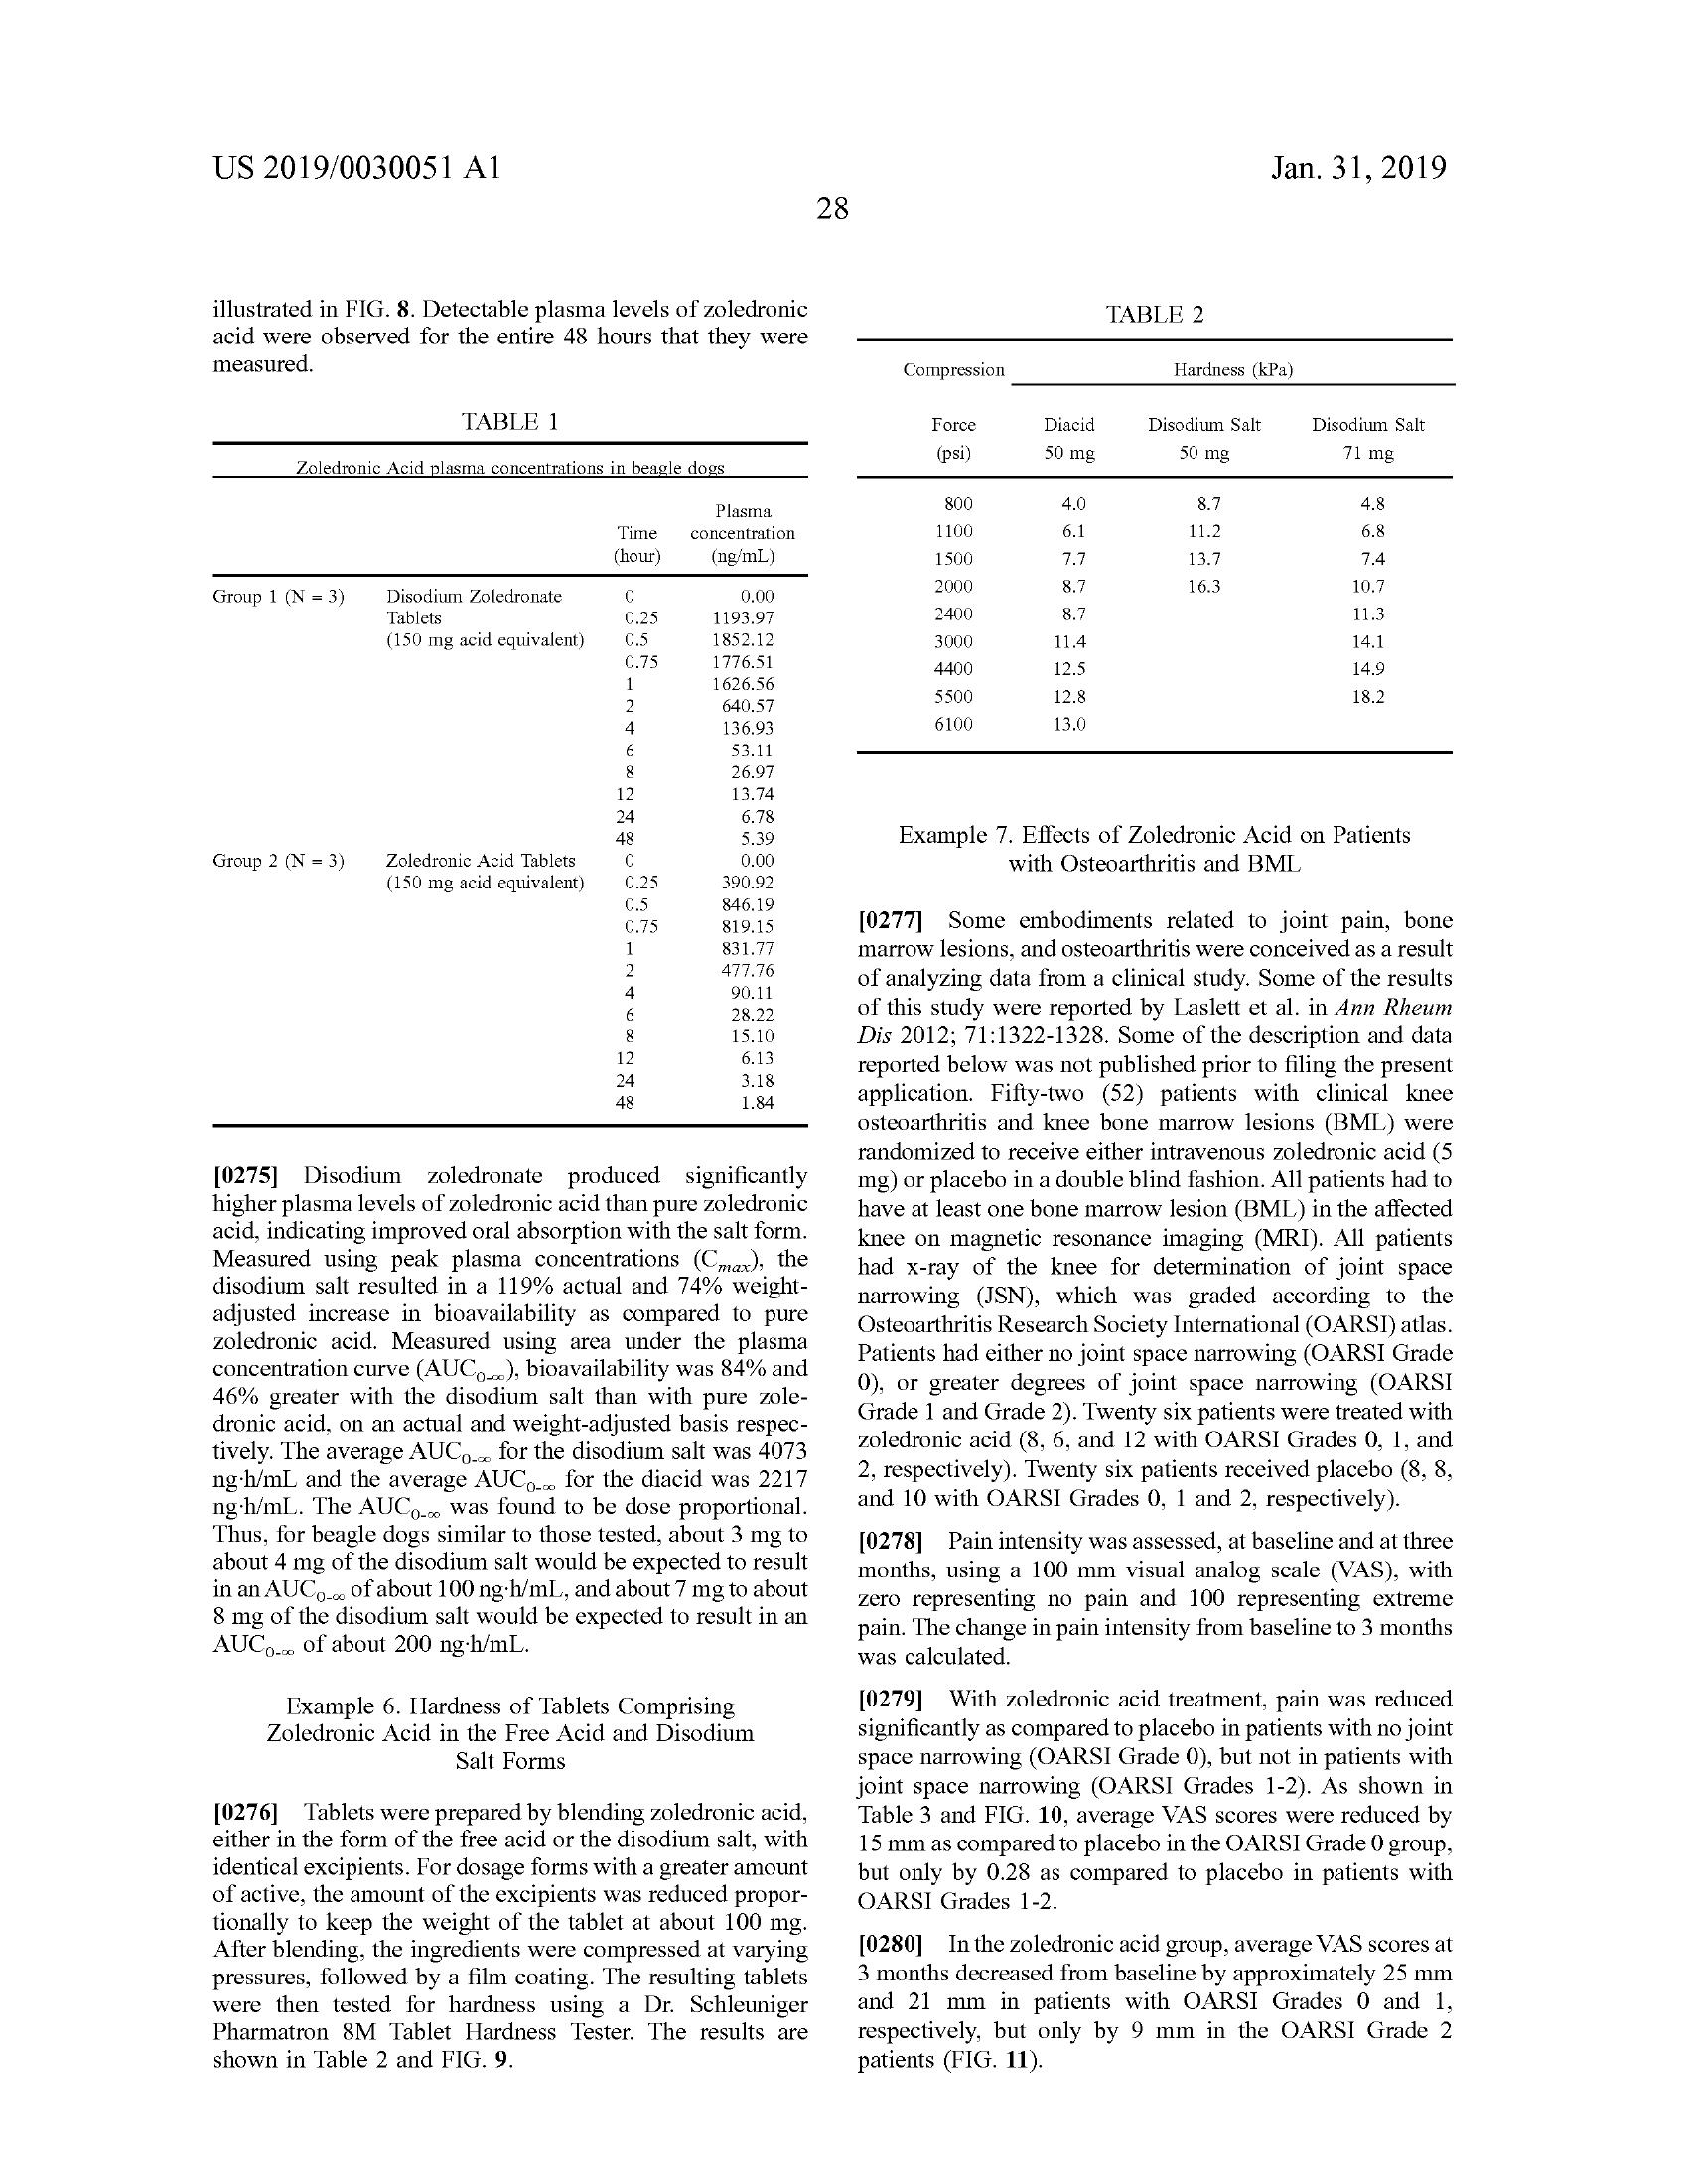 US 2019/0030051 A1
Jan. 31, 2019
28
illustrated in FIG. 8. Detectable plasma levels of zoledronic
acid were observed for the entire 48 hours that they were
measured.
TABLE 1
Zoledronic Acid plasma concentrations in beagle dogs
Plasma
Time concentration
(hour) (ng/mL)
Group 1 (N = 3) Disodium Zoledronate 0 0.00
Tablets 0.25 1193.97
(150 mg acid equivalent) 0.5 1852.12
0.75 1776.51
1 1626.56
2 640.57
4 136.93
6 53.11
8 26.97
12 13.74
24 6.78
48 5.39
Group 2 (N = 3) Zoledronic Acid Tablets 0 0.00
(150 mg acid equivalent) 0.25 390.92
0.5 846.19
0.75 819.15
1 831.77
2 477.76
4 90.11
6 28.22
8 15.10
12 6.13
24 3.18
48 1.84
[0275] Disodium zoledronate produced significantly
higher plasma levels of zoledronic acid than pure zoledronic
acid, indicating improved oral absorption with the salt form.
Measured using peak plasma concentrations (Cmax), the
disodium salt resulted in a 119% actual and 74% weight-
adjusted increase in bioavailability as compared to pure
zoledronic acid. Measured using area under the plasma
concentration curve (AUC0-∞), bioavailability was 84% and
46% greater with the disodium salt than with pure zole-
dronic acid, on an actual and weight-adjusted basis respec-
tively. The average AUC0-∞ for the disodium salt was 4073
ng·h/mL and the average AUC0-∞ for the diacid was 2217
ng·h/mL. The AUC0-∞ was found to be dose proportional.
Thus, for beagle dogs similar to those tested, about 3 mg to
about 4 mg of the disodium salt would be expected to result
in an AUC0-∞ of about 100 ng·h/mL, and about 7 mg to about
8 mg of the disodium salt would be expected to result in an
AUC0-∞ of about 200 ng·h/mL.
Example 6. Hardness of Tablets Comprising
Zoledronic Acid in the Free Acid and Disodium
Salt Forms
[0276] Tablets were prepared by blending zoledronic acid,
either in the form of the free acid or the disodium salt, with
identical excipients. For dosage forms with a greater amount
of active, the amount of the excipients was reduced propor-
tionally to keep the weight of the tablet at about 100 mg.
After blending, the ingredients were compressed at varying
pressures, followed by a film coating. The resulting tablets
were then tested for hardness using a Dr. Schleuniger
Pharmatron 8M Tablet Hardness Tester. The results are
shown in Table 2 and FIG. 9.
TABLE 2
Compression Hardness (kPa)
Force Diacid Disodium Salt Disodium Salt
(psi) 50 mg 50 mg 71 mg
800 4.0 8.7 4.8
1100 6.1 11.2 6.8
1500 7.7 13.7 7.4
2000 8.7 16.3 10.7
2400 8.7 11.3
3000 11.4 14.1
4400 12.5 14.9
5500 12.8 18.2
6100 13.0
Example 7. Effects of Zoledronic Acid on Patients
with Osteoarthritis and BML
[0277] Some embodiments related to joint pain, bone
marrow lesions, and osteoarthritis were conceived as a result
of analyzing data from a clinical study. Some of the results
of this study were reported by Laslett et al. in Ann Rheum
Dis 2012; 71:1322-1328. Some of the description and data
reported below was not published prior to filing the present
application. Fifty-two (52) patients with clinical knee
osteoarthritis and knee bone marrow lesions (BML) were
randomized to receive either intravenous zoledronic acid (5
mg) or placebo in a double blind fashion. All patients had to
have at least one bone marrow lesion (BML) in the affected
knee on magnetic resonance imaging (MRI). All patients
had x-ray of the knee for determination of joint space
narrowing (JSN), which was graded according to the
Osteoarthritis Research Society International (OARSI) atlas.
Patients had either no joint space narrowing (OARSI Grade
0), or greater degrees of joint space narrowing (OARSI
Grade 1 and Grade 2). Twenty six patients were treated with
zoledronic acid (8, 6, and 12 with OARSI Grades 0, 1, and
2, respectively). Twenty six patients received placebo (8, 8,
and 10 with OARSI Grades 0, 1 and 2, respectively).
[0278] Pain intensity was assessed, at baseline and at three
months, using a 100 mm visual analog scale (VAS), with
zero representing no pain and 100 representing extreme
pain. The change in pain intensity from baseline to 3 months
was calculated.
[0279] With zoledronic acid treatment, pain was reduced
significantly as compared to placebo in patients with no joint
space narrowing (OARSI Grade 0), but not in patients with
joint space narrowing (OARSI Grades 1-2). As shown in
Table 3 and FIG. 10, average VAS scores were reduced by
15 mm as compared to placebo in the OARSI Grade 0 group,
but only by 0.28 as compared to placebo in patients with
OARSI Grades 1-2.
[0280] In the zoledronic acid group, average VAS scores at
3 months decreased from baseline by approximately 25 mm
and 21 mm in patients with OARSI Grades 0 and 1,
respectively, but only by 9 mm in the OARSI Grade 2
patients (FIG. 11).